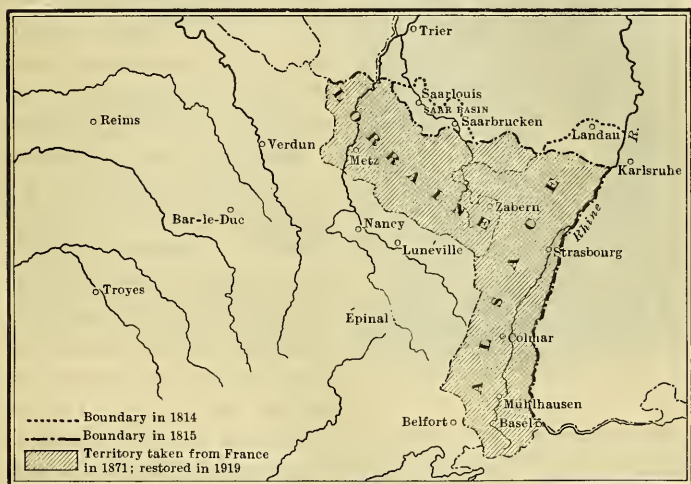 Trier
Saarlouis
SAAR BASIN
Saarbrucken
Landau
R.
Reims
Verdun
Metz
LORRAINE
Karlsruhe
Zabern
Bar-le-Duc
Nancy
Lunéville
Rhine
Strasbourg
ALSACE
Troyes
Épinal
Colmar
Mühlhausen
Belfort
Basel
Boundary in 1814
Boundary in 1815
Territory taken from France
in 1871; restored in 1919